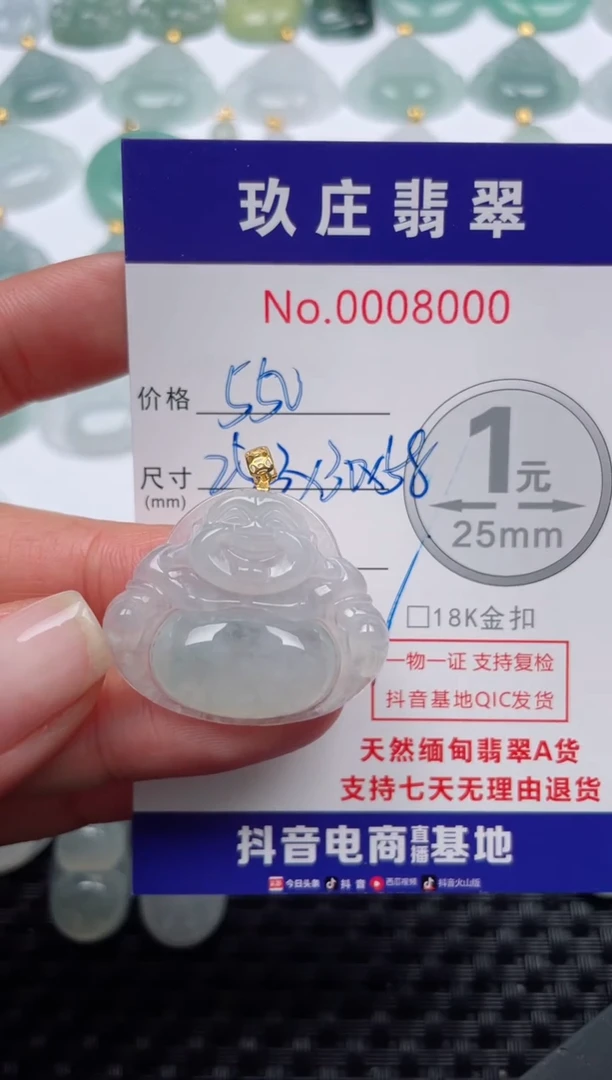 玖庄翡翠
No.0008000
价格 550
尺寸 (mm)
1元
25mm
□18K金扣
一物一证 支持复检
抖音基地QIC发货
天然缅甸翡翠A货
支持七天无理由退货
抖音电商直播基地
今日头条 抖音 西瓜视频 抖音火山版